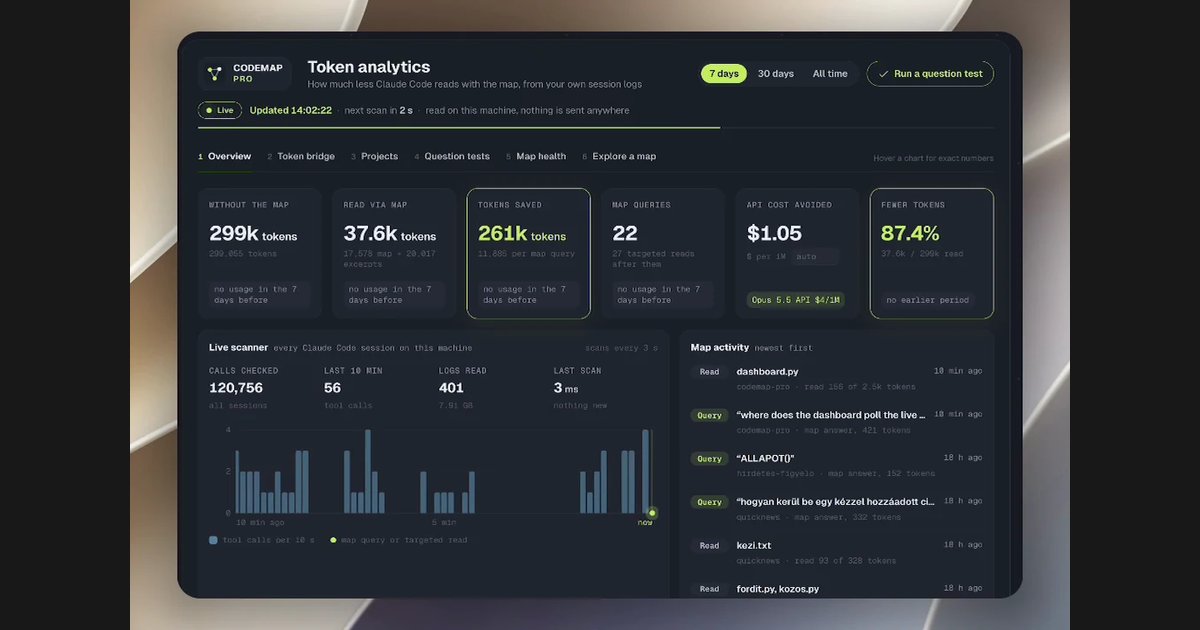 CODEMAP
PRO
Token analytics
How much less Claude Code reads with the map, from your own session logs
7 days
30 days
All time
✓ Run a question test
Live
Updated 14:02:22 · next scan in 2 s · read on this machine, nothing is sent anywhere
1 Overview
2 Token bridge
3 Projects
4 Question tests
5 Map health
6 Explore a map
Hover a chart for exact numbers
WITHOUT THE MAP
299k tokens
299.055 tokens
no usage in the 7
days before
READ VIA MAP
37.6k tokens
17.578 map + 20.017
excerpts
no usage in the 7
days before
TOKENS SAVED
261k tokens
11.885 per map query
no usage in the 7
days before
MAP QUERIES
22
27 targeted reads
after them
no usage in the 7
days before
API COST AVOIDED
$1.05
$ per 1M auto
Opus 5.5 API $4/1M
FEWER TOKENS
87.4%
37.6k / 299k read
no earlier period
Live scanner every Claude Code session on this machine
scans every 3 s
CALLS CHECKED
120,756
all sessions
LAST 10 MIN
56
tool calls
LOGS READ
401
7.91 GB
LAST SCAN
3 ms
nothing new
4
2
0
10 min ago
5 min
now
tool calls per 10 s
map query or targeted read
Map activity newest first
Read dashboard.py 10 min ago
codemap-pro · read 155 of 2.5k tokens
Query “where does the dashboard poll the live ... 10 min ago
codemap-pro · map answer, 421 tokens
Query “ALLAPOT()” 18 h ago
hirdetes-figyelo · map answer, 152 tokens
Query “hogyan kerül be egy kézzel hozzáadott ci... 18 h ago
quicknews · map answer, 332 tokens
Read kezi.txt 18 h ago
quicknews · read 93 of 328 tokens
Read fordit.py, kozos.py 18 h ago